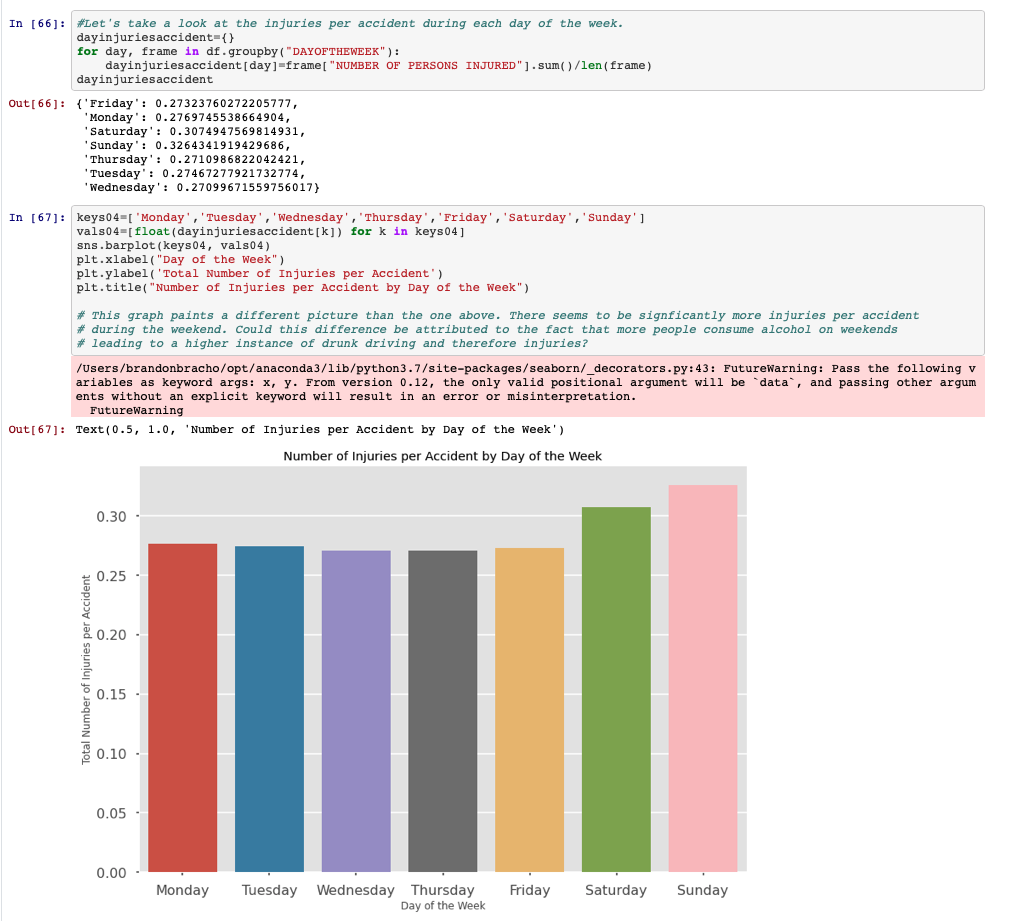 In [66]: #Let's take a look at the injuries per accident during each day of the week.
dayinjuriesaccident={}
for day, frame in df.groupby("DAYOFTHEWEEK"):
    dayinjuriesaccident[day]=frame["NUMBER OF PERSONS INJURED"].sum()/len(frame)
dayinjuriesaccident
Out[66]: {'Friday': 0.27323760272205777,
 'Monday': 0.2769745538664904,
 'Saturday': 0.3074947569814931,
 'Sunday': 0.3264341919429686,
 'Thursday': 0.2710986822042421,
 'Tuesday': 0.27467277921732774,
 'Wednesday': 0.27099671559756017}
In [67]: keys04=['Monday','Tuesday','Wednesday','Thursday','Friday','Saturday','Sunday']
vals04=[float(dayinjuriesaccident[k]) for k in keys04]
sns.barplot(keys04, vals04)
plt.xlabel("Day of the Week")
plt.ylabel('Total Number of Injuries per Accident')
plt.title("Number of Injuries per Accident by Day of the Week")
# This graph paints a different picture than the one above. There seems to be signficantly more injuries per accident
# during the weekend. Could this difference be attributed to the fact that more people consume alcohol on weekends
# leading to a higher instance of drunk driving and therefore injuries?
/Users/brandonbracho/opt/anaconda3/lib/python3.7/site-packages/seaborn/_decorators.py:43: FutureWarning: Pass the following v
ariables as keyword args: x, y. From version 0.12, the only valid positional argument will be `data`, and passing other argum
ents without an explicit keyword will result in an error or misinterpretation.
  FutureWarning
Out[67]: Text(0.5, 1.0, 'Number of Injuries per Accident by Day of the Week')
Number of Injuries per Accident by Day of the Week
Total Number of Injuries per Accident
0.30
0.25
0.20
0.15
0.10
0.05
0.00
Monday Tuesday Wednesday Thursday Friday Saturday Sunday
Day of the Week